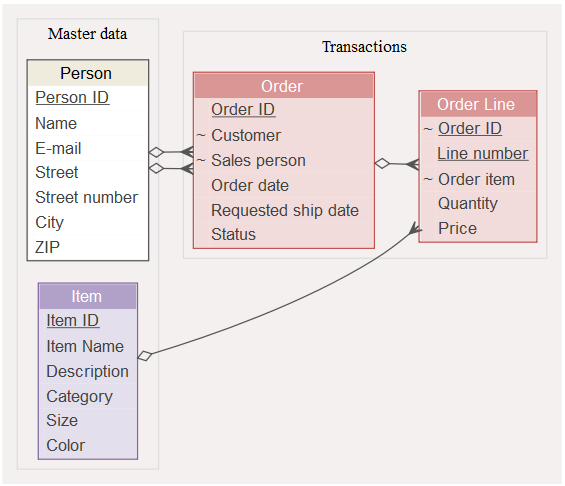 Master data
Person
Person ID
Name
E-mail
Street
Street number
City
ZIP
Item
Item ID
Item Name
Description
Category
Size
Color
Transactions
Order
Order ID
~ Customer
~ Sales person
Order date
Requested ship date
Status
Order Line
~ Order ID
Line number
~ Order item
Quantity
Price